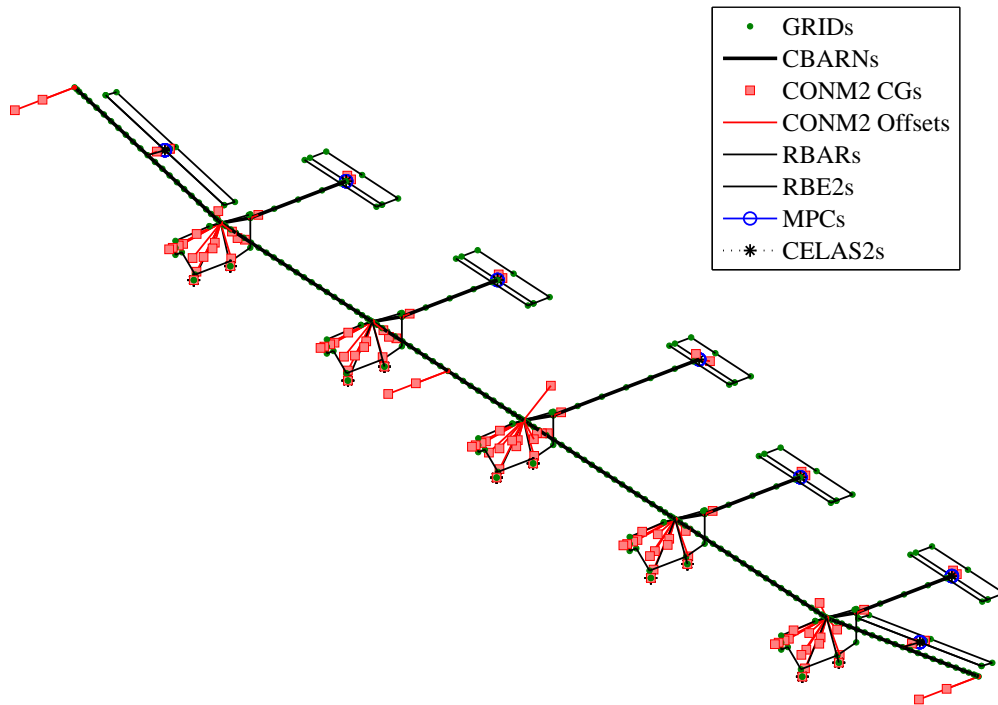 GRIDs
CBARNs
CONM2 CGs
CONM2 Offsets
RBARs
RBE2s
MPCs
CELAS2s